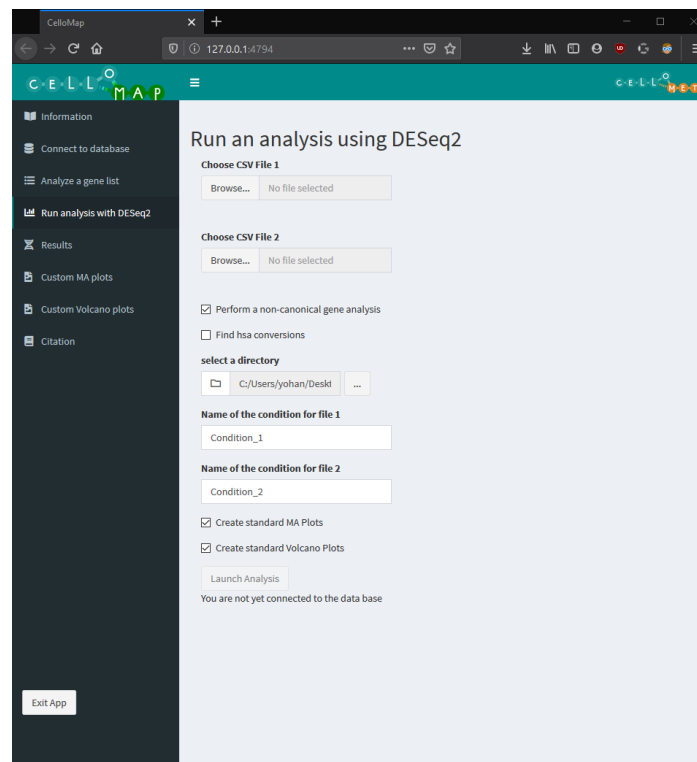 CelloMap
127.0.0.1:4794
C-E-L-L-O
M-A-P
C-E-L-L-O
M-E-T
Information
Connect to database
Analyze a gene list
Run analysis with DESeq2
Results
Custom MA plots
Custom Volcano plots
Citation
Exit App
Run an analysis using DESeq2
Choose CSV File 1
Browse... No file selected
Choose CSV File 2
Browse... No file selected
Perform a non-canonical gene analysis
Find hsa conversions
select a directory
C:/Users/yohan/Deskt ...
Name of the condition for file 1
Condition_1
Name of the condition for file 2
Condition_2
Create standard MA Plots
Create standard Volcano Plots
Launch Analysis
You are not yet connected to the data base